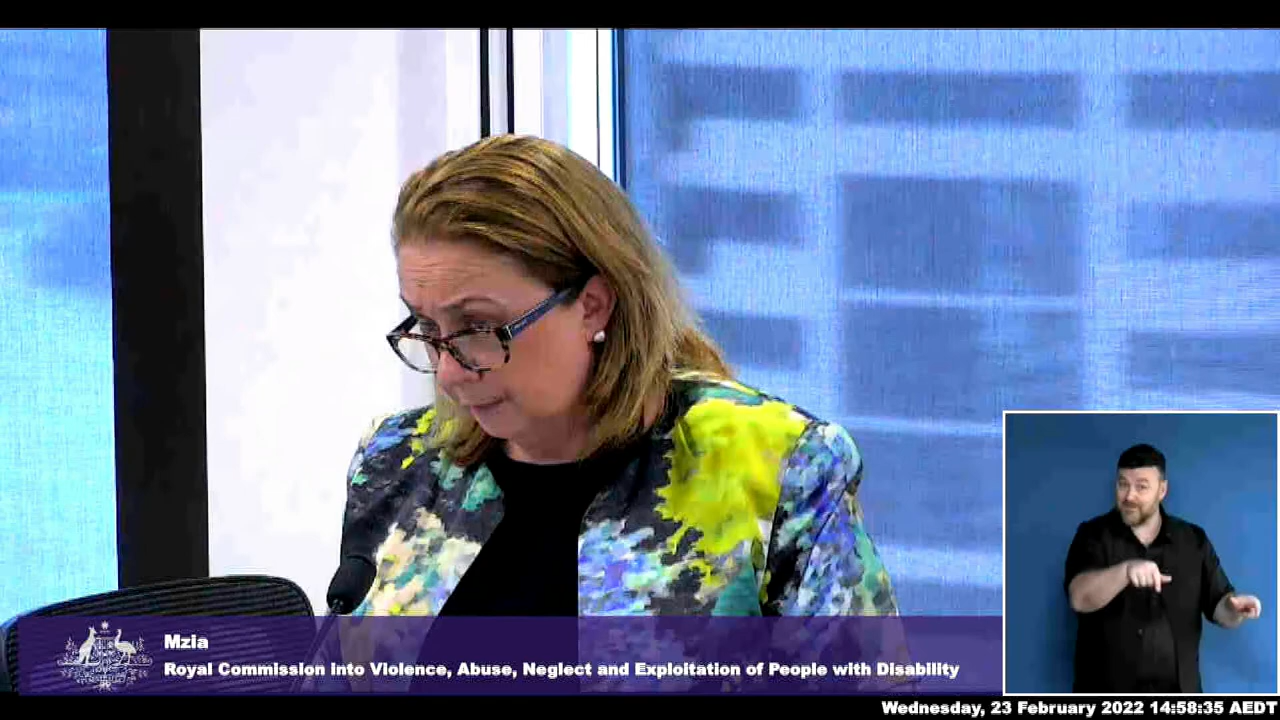 Mzia
Royal Commission into Violence, Abuse, Neglect and Exploitation of People with Disability
Wednesday, 23 February 2022 14:58:35 AEDT